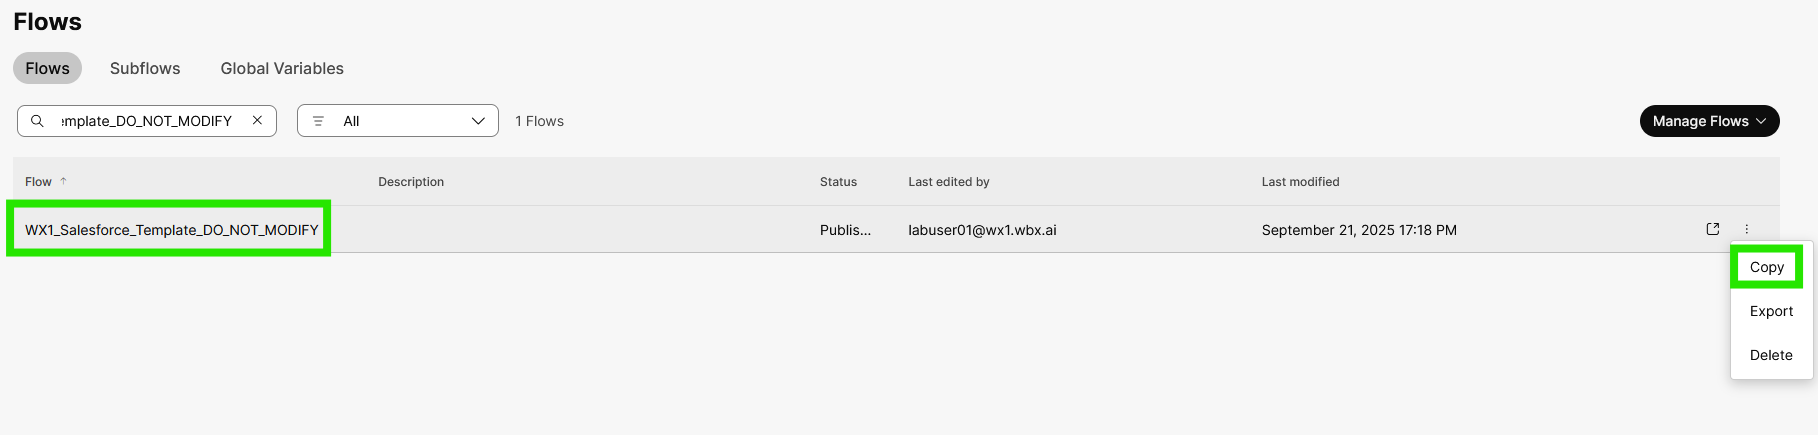 Flows
Flows Subflows Global Variables
emplate_DO_NOT_MODIFY All 1 Flows Manage Flows
Flow Description Status Last edited by Last modified
WX1_Salesforce_Template_DO_NOT_MODIFY Publis... labuser01@wx1.wbx.ai September 21, 2025 17:18 PM
Copy
Export
Delete